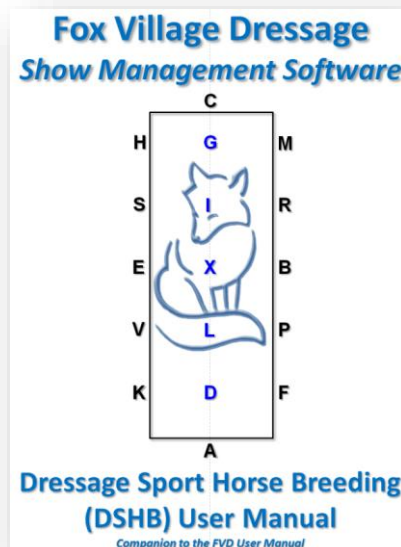 Fox Village Dressage
Show Management Software
C
H G M
S I R
E X B
V L P
K D F
A
Dressage Sport Horse Breeding
(DSHB) User Manual
Companion to the FVD User Manual